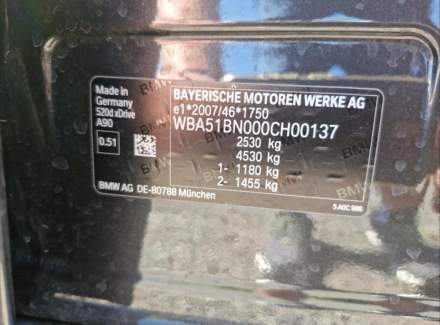 Made in
Germany
520d xDrive
A90
0.51
BAYERISCHE MOTOREN WERKE AG
e1*2007/46*1750
WBA51BN000CH00137
2530 kg
4530 kg
1- 1180 kg
2- 1455 kg
BMW AG DE-80788 München